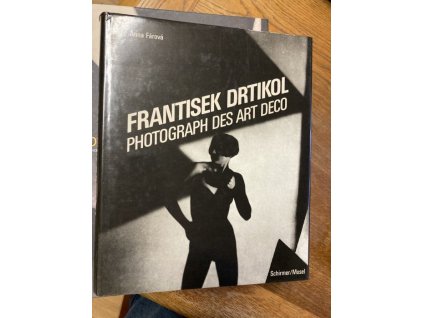 Anna Fárová
FRANTISEK DRTIKOL
PHOTOGRAPH DES ART DECO
Schirmer/Mosel